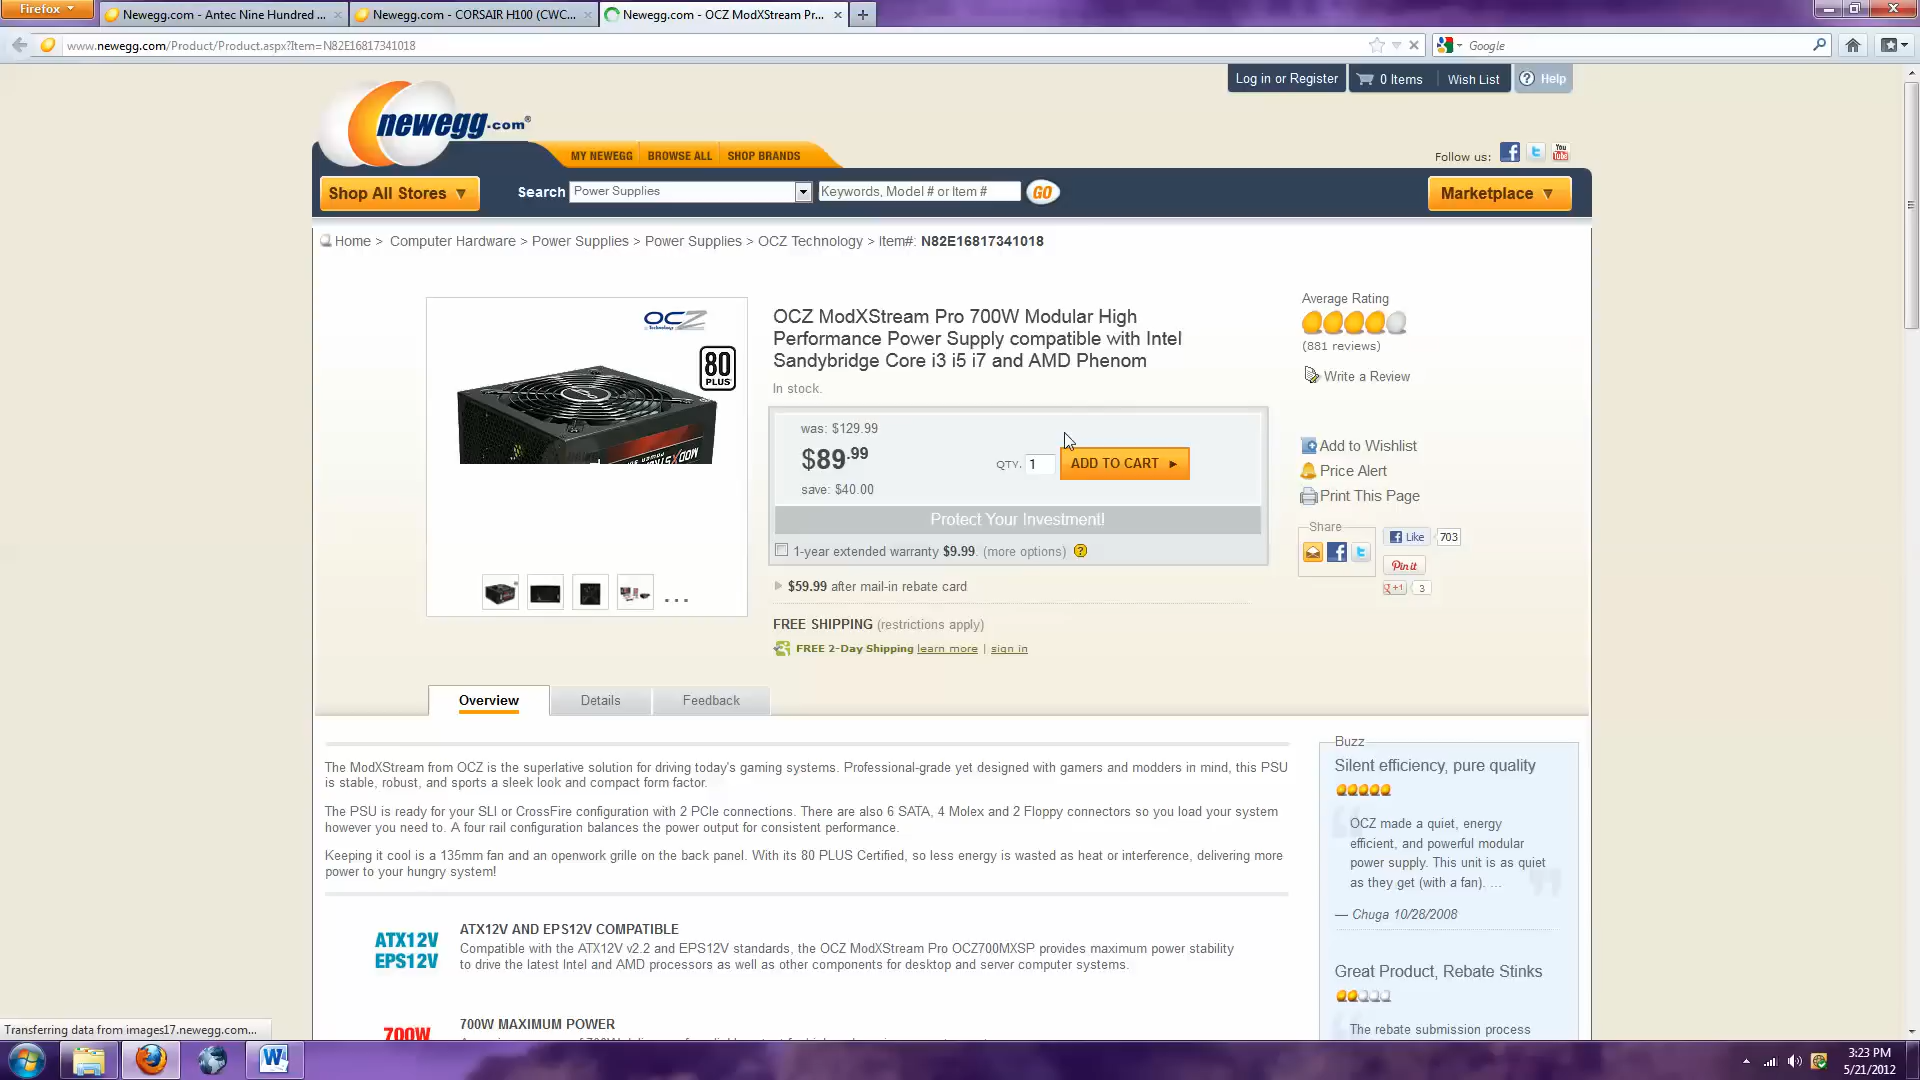 Firefox
Newegg.com - Antec Nine Hundred ...
Newegg.com - CORSAIR H100 (CWC...
Newegg.com - OCZ ModXStream Pr...
www.newegg.com/Product/Product.aspx?Item=N82E16817341018
Google
Log in or Register
0 Items
Wish List
Help
newegg.com
MY NEWEGG
BROWSE ALL
SHOP BRANDS
Follow us:
You Tube
Shop All Stores
Search
Power Supplies
Keywords, Model # or Item #
GO
Marketplace
Home > Computer Hardware > Power Supplies > Power Supplies > OCZ Technology > Item#: N82E16817341018
OCZ
Technology
80
PLUS
OCZ ModXStream Pro 700W Modular High
Performance Power Supply compatible with Intel
Sandybridge Core i3 i5 i7 and AMD Phenom
In stock.
was: $129.99
$89.99
save: $40.00
QTY. 1
ADD TO CART
Protect Your Investment!
1-year extended warranty $9.99. (more options) ?
$59.99 after mail-in rebate card
FREE SHIPPING (restrictions apply)
FREE 2-Day Shipping learn more | sign in
Average Rating
(881 reviews)
Write a Review
Add to Wishlist
Price Alert
Print This Page
Share
Like 703
Pin it
+1 3
Overview
Details
Feedback
The ModXStream from OCZ is the superlative solution for driving today's gaming systems. Professional-grade yet designed with gamers and modders in mind, this PSU
is stable, robust, and sports a sleek look and compact form factor.
The PSU is ready for your SLI or CrossFire configuration with 2 PCIe connections. There are also 6 SATA, 4 Molex and 2 Floppy connectors so you load your system
however you need to. A four rail configuration balances the power output for consistent performance.
Keeping it cool is a 135mm fan and an openwork grille on the back panel. With its 80 PLUS Certified, so less energy is wasted as heat or interference, delivering more
power to your hungry system!
ATX12V
EPS12V
ATX12V AND EPS12V COMPATIBLE
Compatible with the ATX12V v2.2 and EPS12V standards, the OCZ ModXStream Pro OCZ700MXSP provides maximum power stability
to drive the latest Intel and AMD processors as well as other components for desktop and server computer systems.
700W
700W MAXIMUM POWER
Buzz
Silent efficiency, pure quality
OCZ made a quiet, energy
efficient, and powerful modular
power supply. This unit is as quiet
as they get (with a fan). ...
— Chuga 10/28/2008
Great Product, Rebate Stinks
The rebate submission process
Transferring data from images17.newegg.com...
3:23 PM
5/21/2012